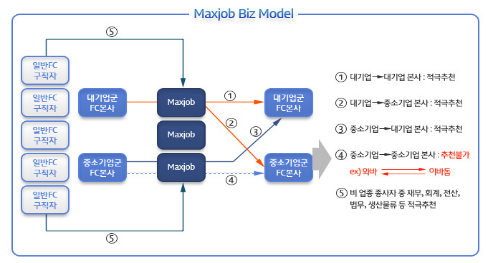 Maxjob Biz Model
⑤
일반FC
구직자
일반FC
구직자
일반FC
구직자
일반FC
구직자
일반FC
구직자
대기업군
FC본사
중소기업군
FC본사
Maxjob
Maxjob
Maxjob
①
②
③
④
⑤
대기업군
FC본사
중소기업군
FC본사
① 대기업→대기업 본사 : 적극추천
② 대기업→중소기업 본사 : 적극추천
③ 중소기업→대기업 본사 : 적극추천
④ 중소기업→중소기업 본사 : 추천불가
ex) 와바 이바돔
⑤ 비 업종 종사자 중 재무, 회계, 전산,
법무, 생산물류 등 적극추천